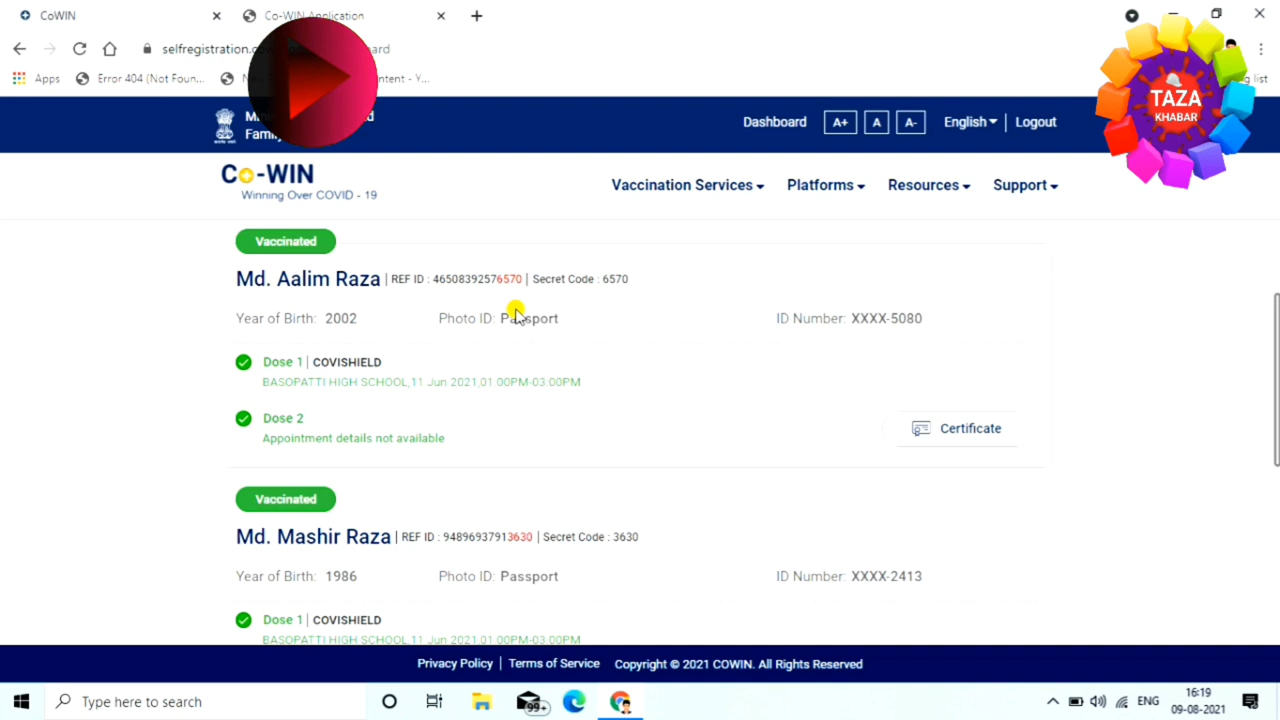 CoWIN
Co-WIN Application
selfregistration.co
ard
Apps
Error 404 (Not Foun...
ntent - Y...
g list
Dashboard A+ A A- English Logout
Co-WIN
Winning Over COVID - 19
Vaccination Services Platforms Resources Support
TAZA
KHABAR
Vaccinated
Md. Aalim Raza | REF ID : 46508392576570 | Secret Code : 6570
Year of Birth: 2002 Photo ID: Passport ID Number: XXXX-5080
Dose 1 | COVISHIELD
BASOPATTI HIGH SCHOOL,11 Jun 2021,01:00PM-03:00PM
Dose 2
Appointment details not available
Certificate
Vaccinated
Md. Mashir Raza | REF ID : 94896937913630 | Secret Code : 3630
Year of Birth: 1986 Photo ID: Passport ID Number: XXXX-2413
Dose 1 | COVISHIELD
BASOPATTI HIGH SCHOOL,11 Jun 2021,01:00PM-03:00PM
Privacy Policy | Terms of Service Copyright © 2021 COWIN. All Rights Reserved
Type here to search
99+
ENG
16:19
09-08-2021